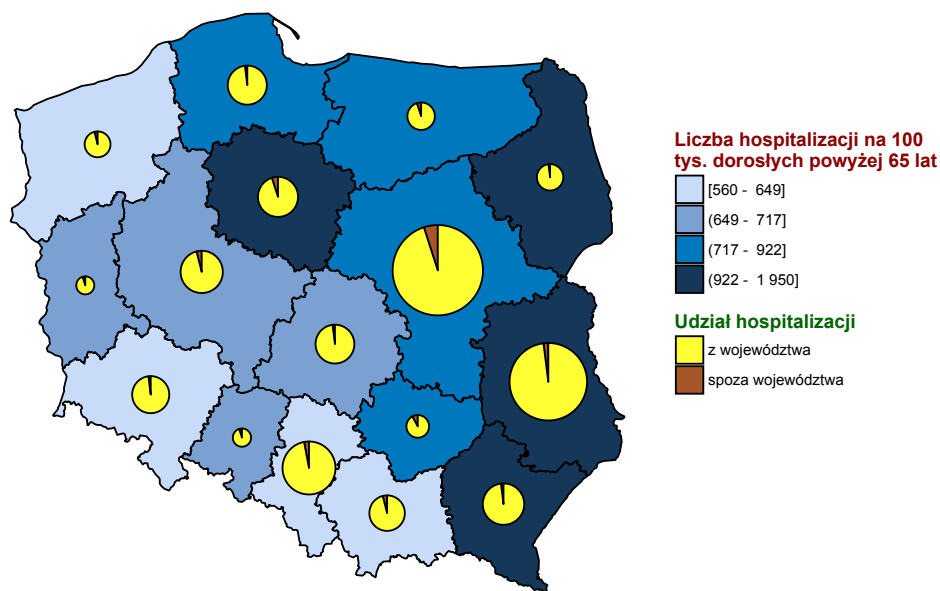 Liczba hospitalizacji na 100
tys. dorosłych powyżej 65 lat
[560 - 649]
(649 - 717]
(717 - 922]
(922 - 1 950]
Udział hospitalizacji
z województwa
spoza województwa